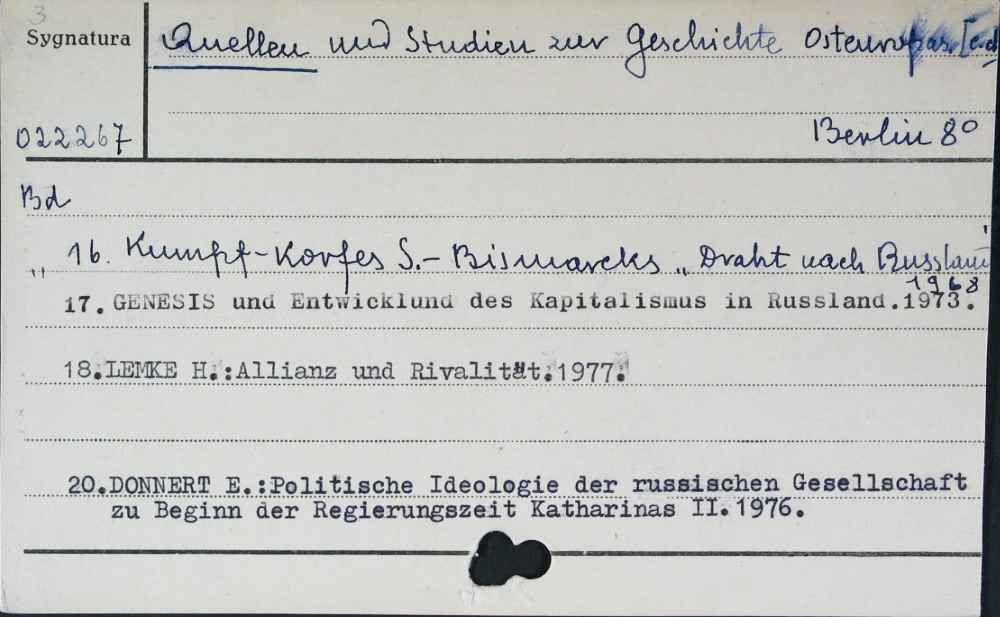 3
Sygnatura
Quellen und Studien zur Geschichte Osteuropas. [c.d
022267
Berlin 8°
Bd
" 16. Kumpf-Korfes S.- Bismarcks „Draht nach Russland"
1968
17. GENESIS und Entwicklund des Kapitalismus in Russland.1973.
18.LEMKE H.:Allianz und Rivalität.1977.
20.DONNERT E.:Politische Ideologie der russischen Gesellschaft
zu Beginn der Regierungszeit Katharinas II.1976.